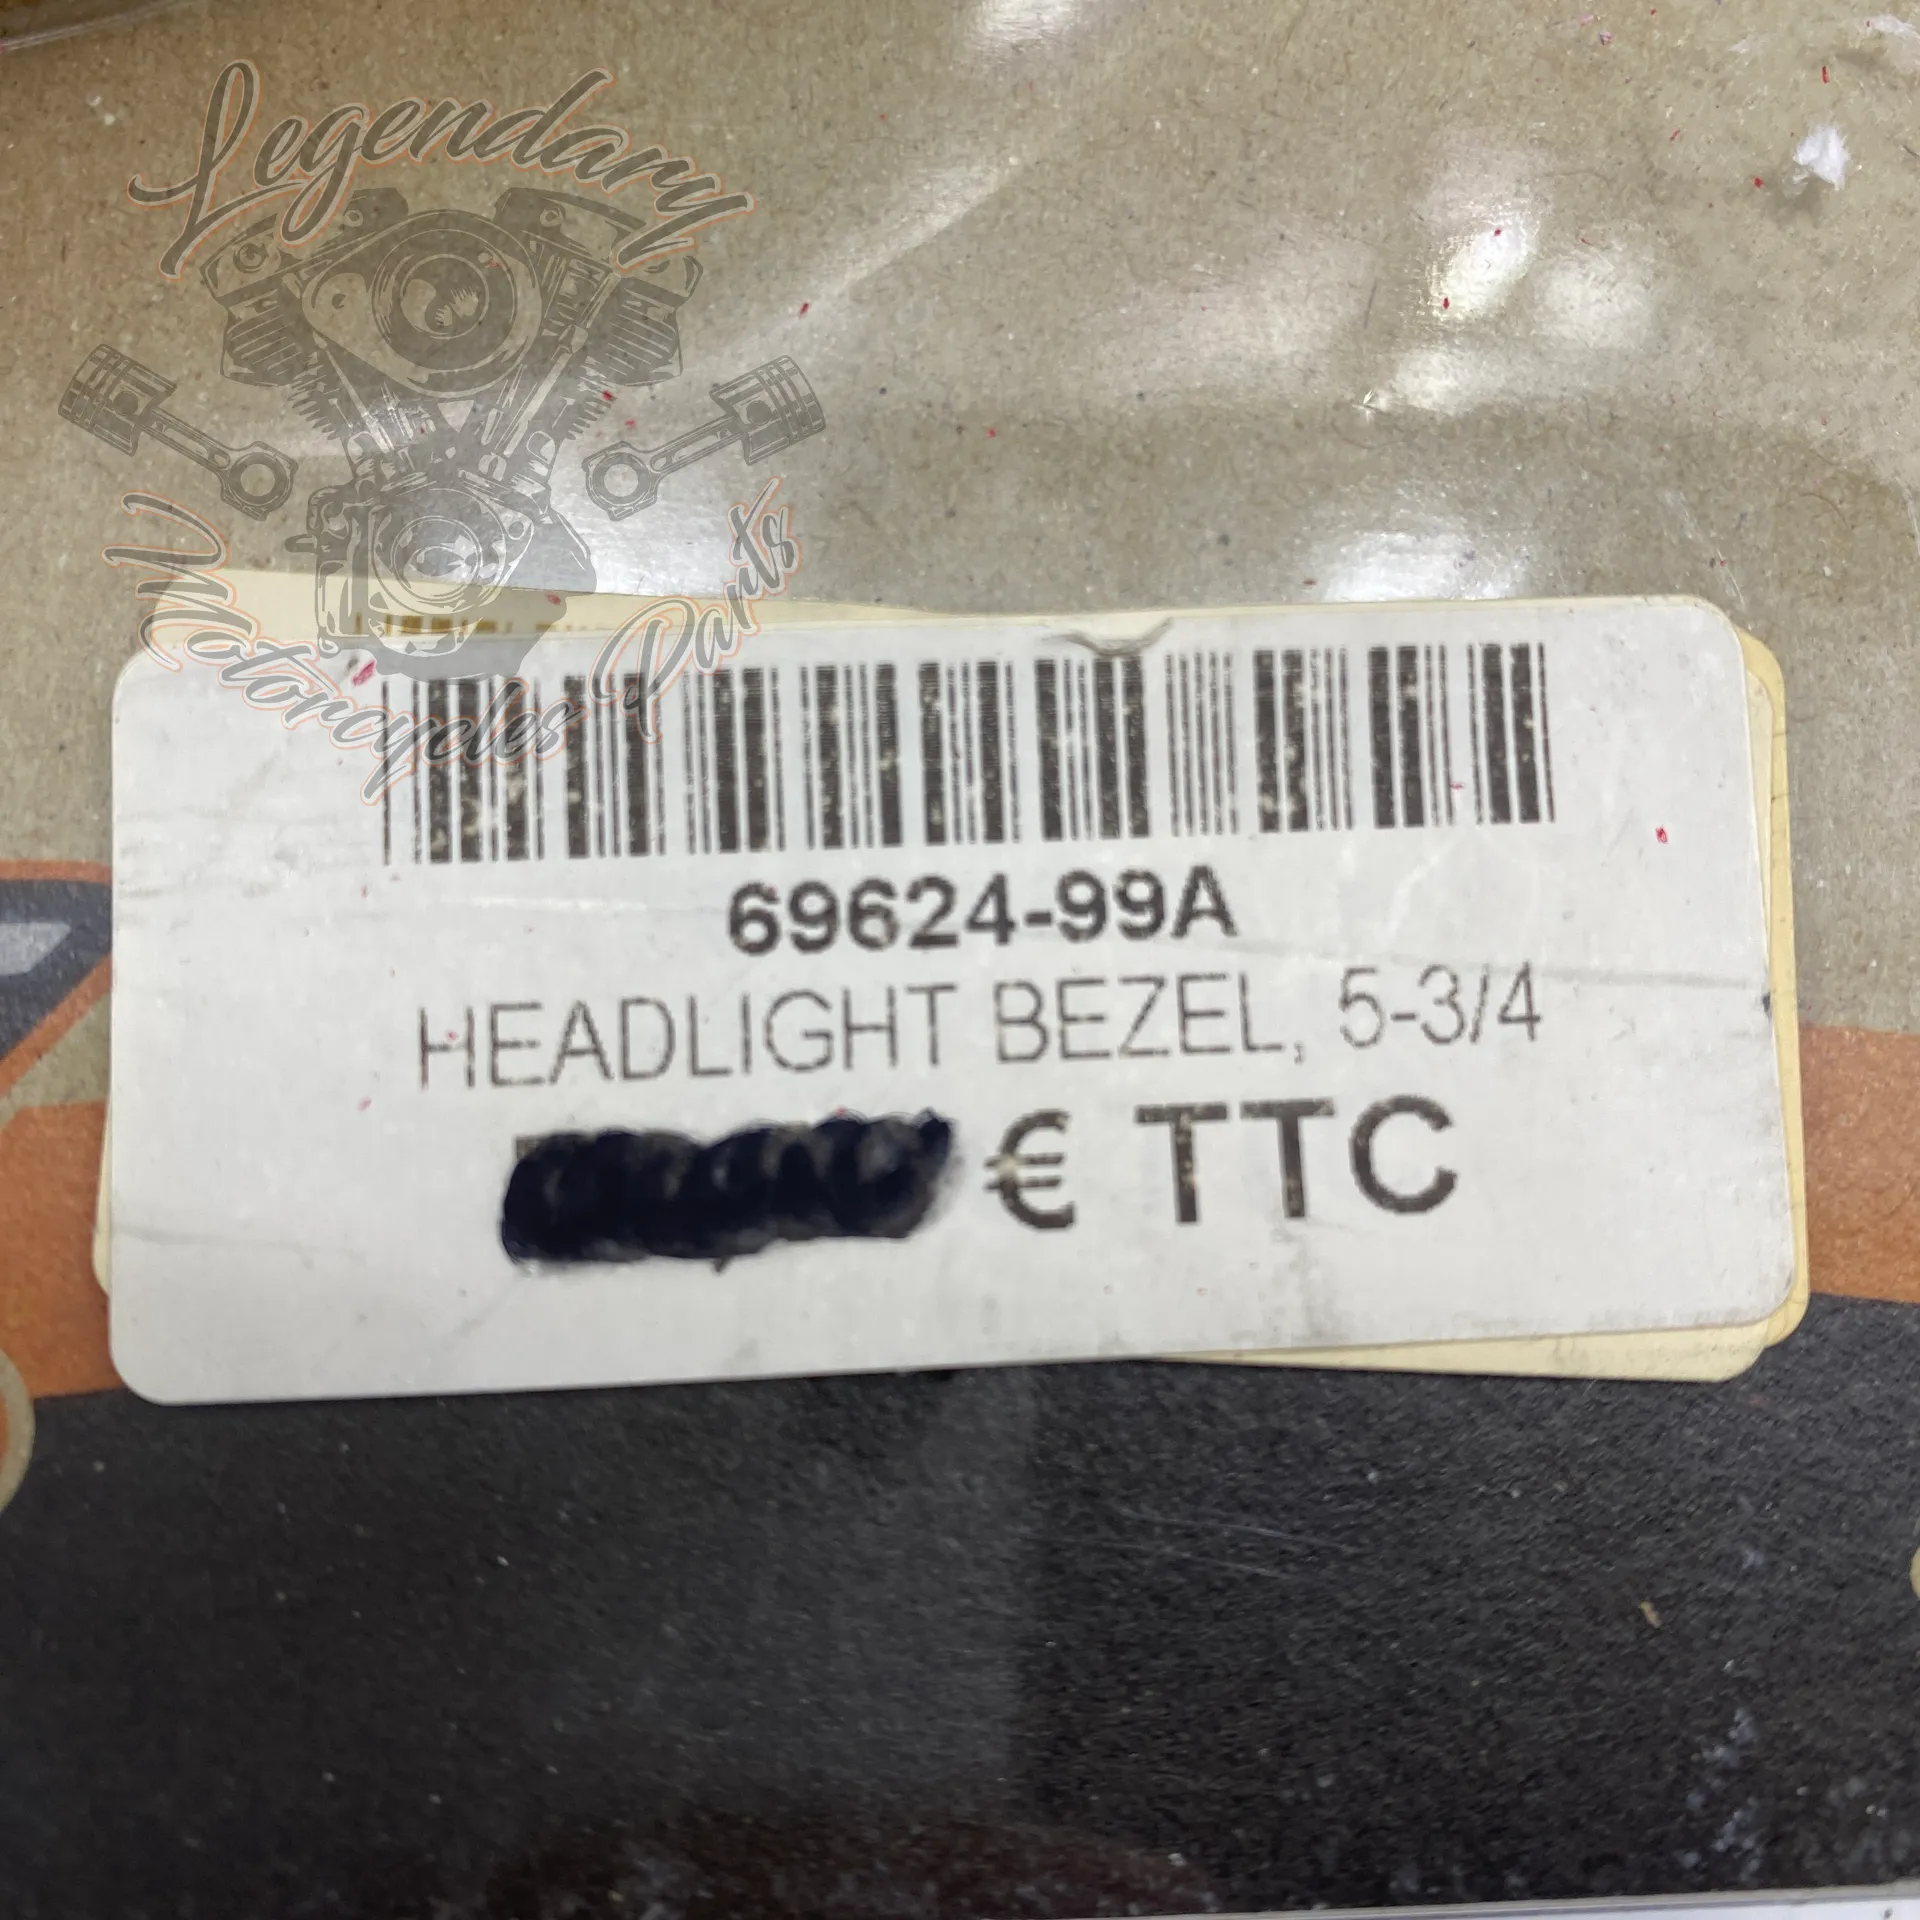 Legendary
Motorcycles Parts
69624-99A
HEADLIGHT BEZEL, 5-3/4
€ TTC